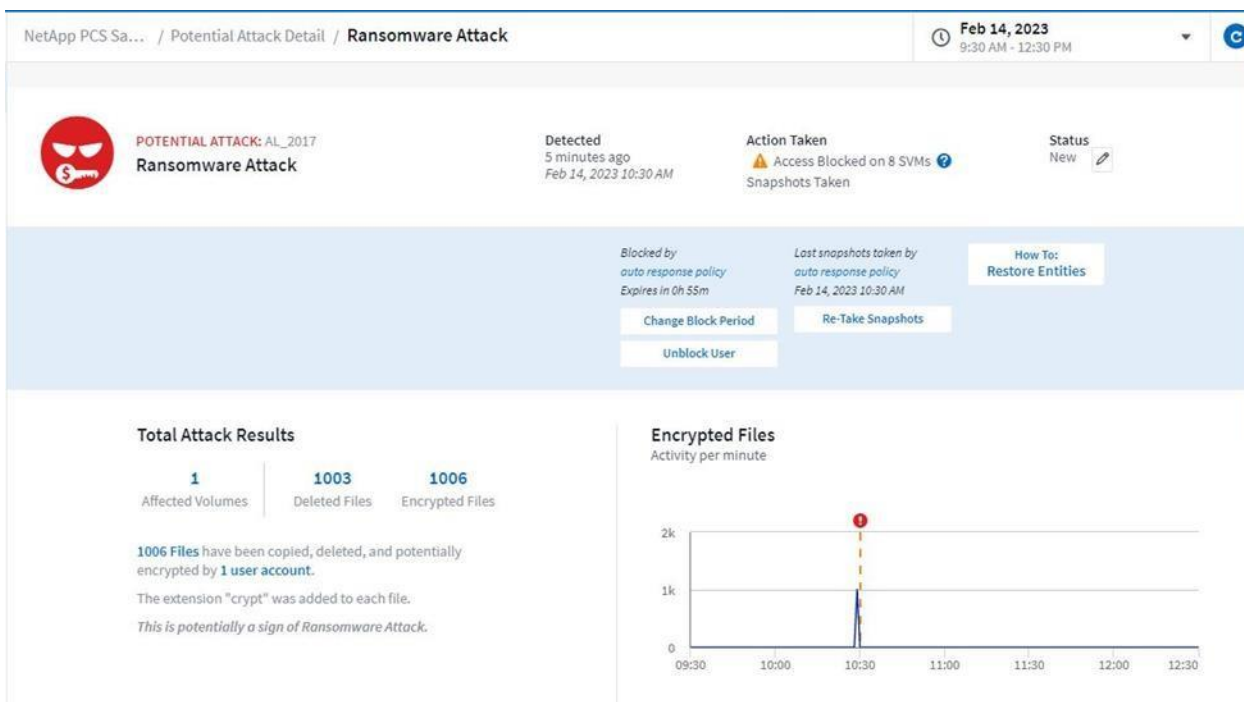 NetApp PCS Sa... / Potential Attack Detail / Ransomware Attack
Feb 14, 2023
9:30 AM - 12:30 PM
C
POTENTIAL ATTACK: AL_2017
Ransomware Attack
$
Detected
5 minutes ago
Feb 14, 2023 10:30 AM
Action Taken
Access Blocked on 8 SVMs ?
Snapshots Taken
Status
New
Blocked by
auto response policy
Expires in 0h 55m
Change Block Period
Unblock User
Last snapshots taken by
auto response policy
Feb 14, 2023 10:30 AM
Re-Take Snapshots
How To:
Restore Entities
Total Attack Results
1 1003 1006
Affected Volumes Deleted Files Encrypted Files
1006 Files have been copied, deleted, and potentially
encrypted by 1 user account.
The extension "crypt" was added to each file.
This is potentially a sign of Ransomware Attack.
Encrypted Files
Activity per minute
2k
1k
0
09:30 10:00 10:30 11:00 11:30 12:00 12:30